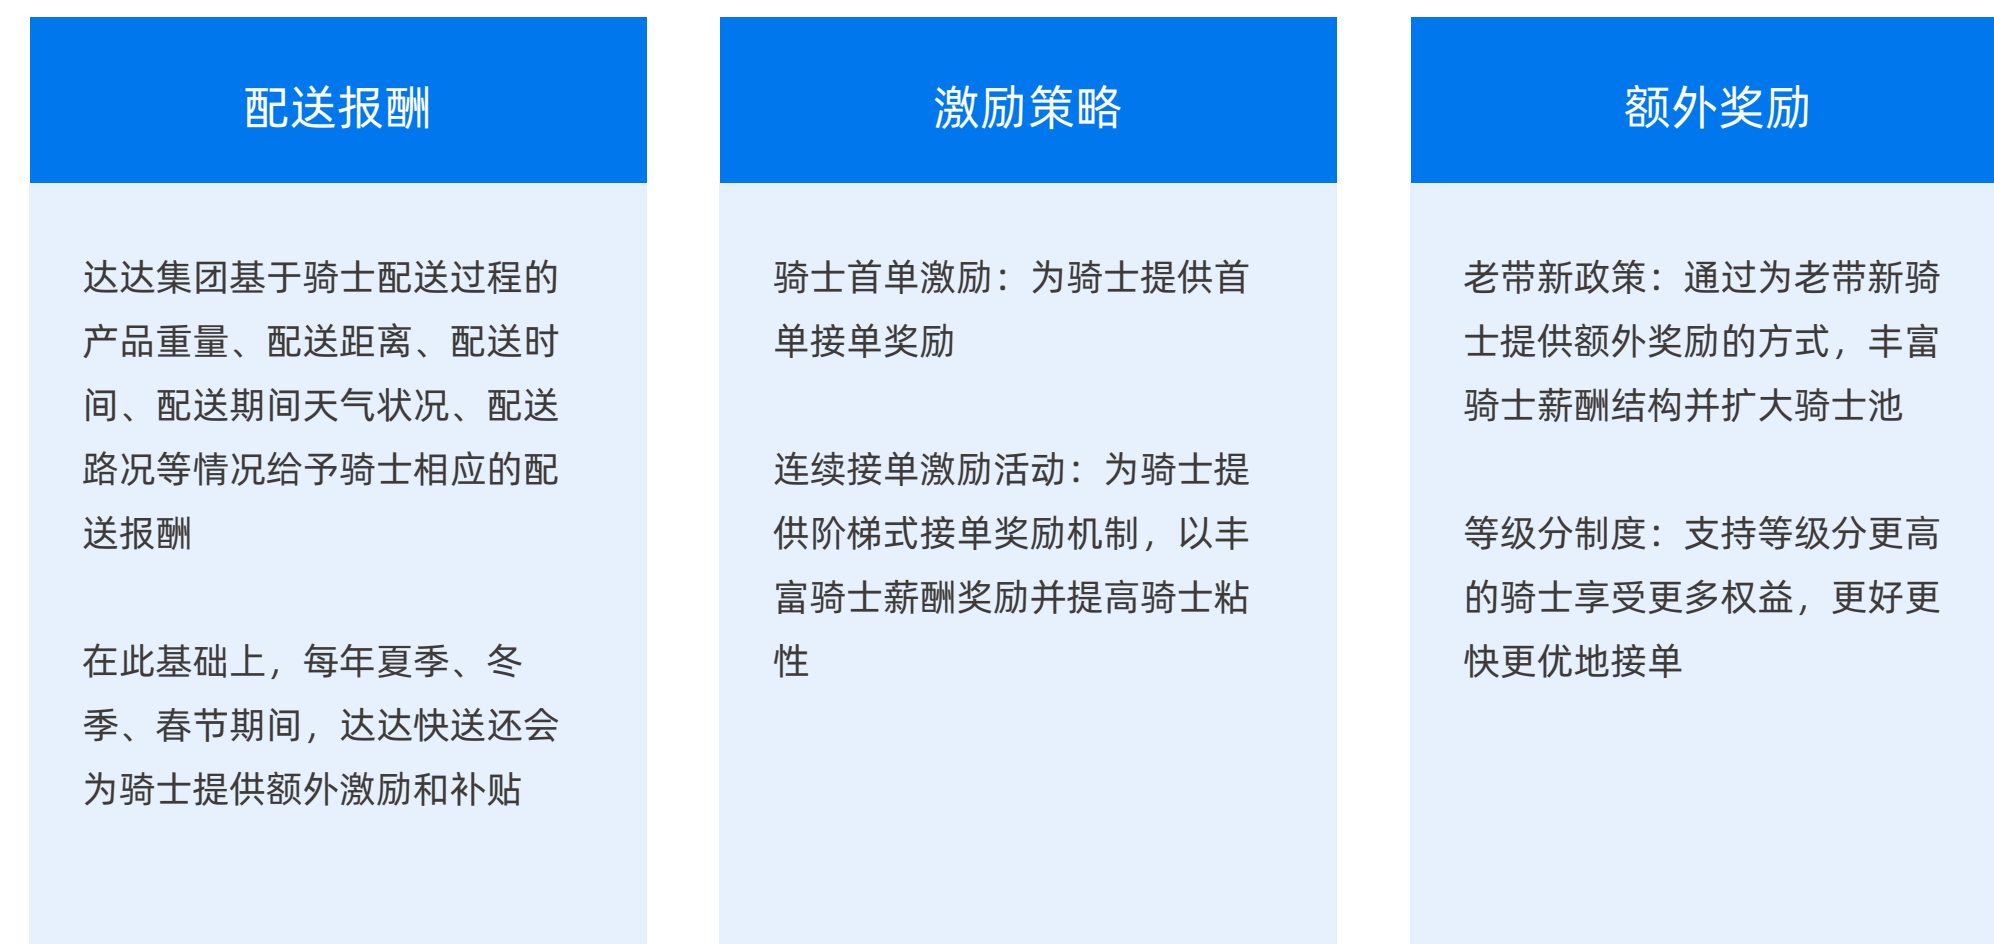 配送报酬
达达集团基于骑士配送过程的
产品重量、配送距离、配送时
间、配送期间天气状况、配送
路况等情况给予骑士相应的配
送报酬
在此基础上，每年夏季、冬
季、春节期间，达达快送还会
为骑士提供额外激励和补贴
激励策略
骑士首单激励：为骑士提供首
单接单奖励
连续接单激励活动：为骑士提
供阶梯式接单奖励机制，以丰
富骑士薪酬奖励并提高骑士粘
性
额外奖励
老带新政策：通过为老带新骑
士提供额外奖励的方式，丰富
骑士薪酬结构并扩大骑士池
等级分制度：支持等级分更高
的骑士享受更多权益，更好更
快更优地接单